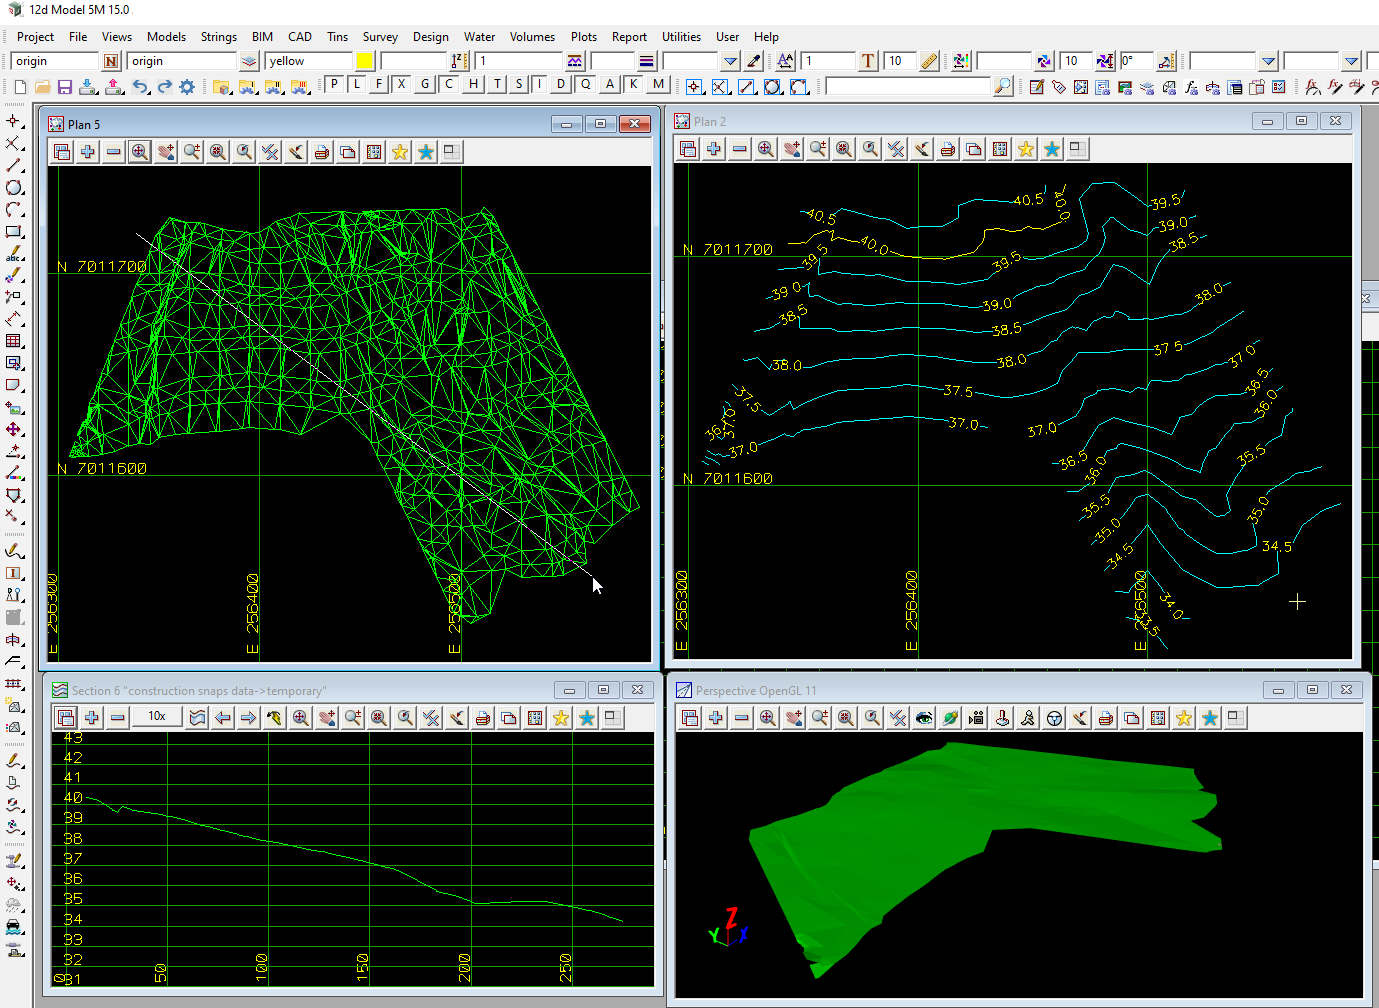 12d Model 5M 15.0
Project File Views Models Strings BIM CAD Tins Survey Design Water Volumes Plots Report Utilities User Help
origin N origin yellow 1 1 T 10 10 0°
P L F X G C H T S I D Q A K M
abc
Plan 5
N 7011700
N 7011600
E 256300
E 256400
E 256500
Plan 2
40.5
40.5
40.0
39.5
40.0
39.0
38.5
N 7011700
39.5
39.5
39.0
39.0
38.0
38.5
38.5
38.0
38.0
37.5
37.0
37.5
37.5
36.5
37.0
36.0
37.0
37.0
37.0
36.5
36.0
35.5
N 7011600
35.5
35.0
35.0
34.5
34.5
34.0
33.5
E 256300
E 256400
E 256500
Section 6 "construction snaps data->temporary"
10x
43
42
41
40
39
38
37
36
35
34
33
32
31
0
50
100
150
200
250
Perspective OpenGL 11
Z
Y
X